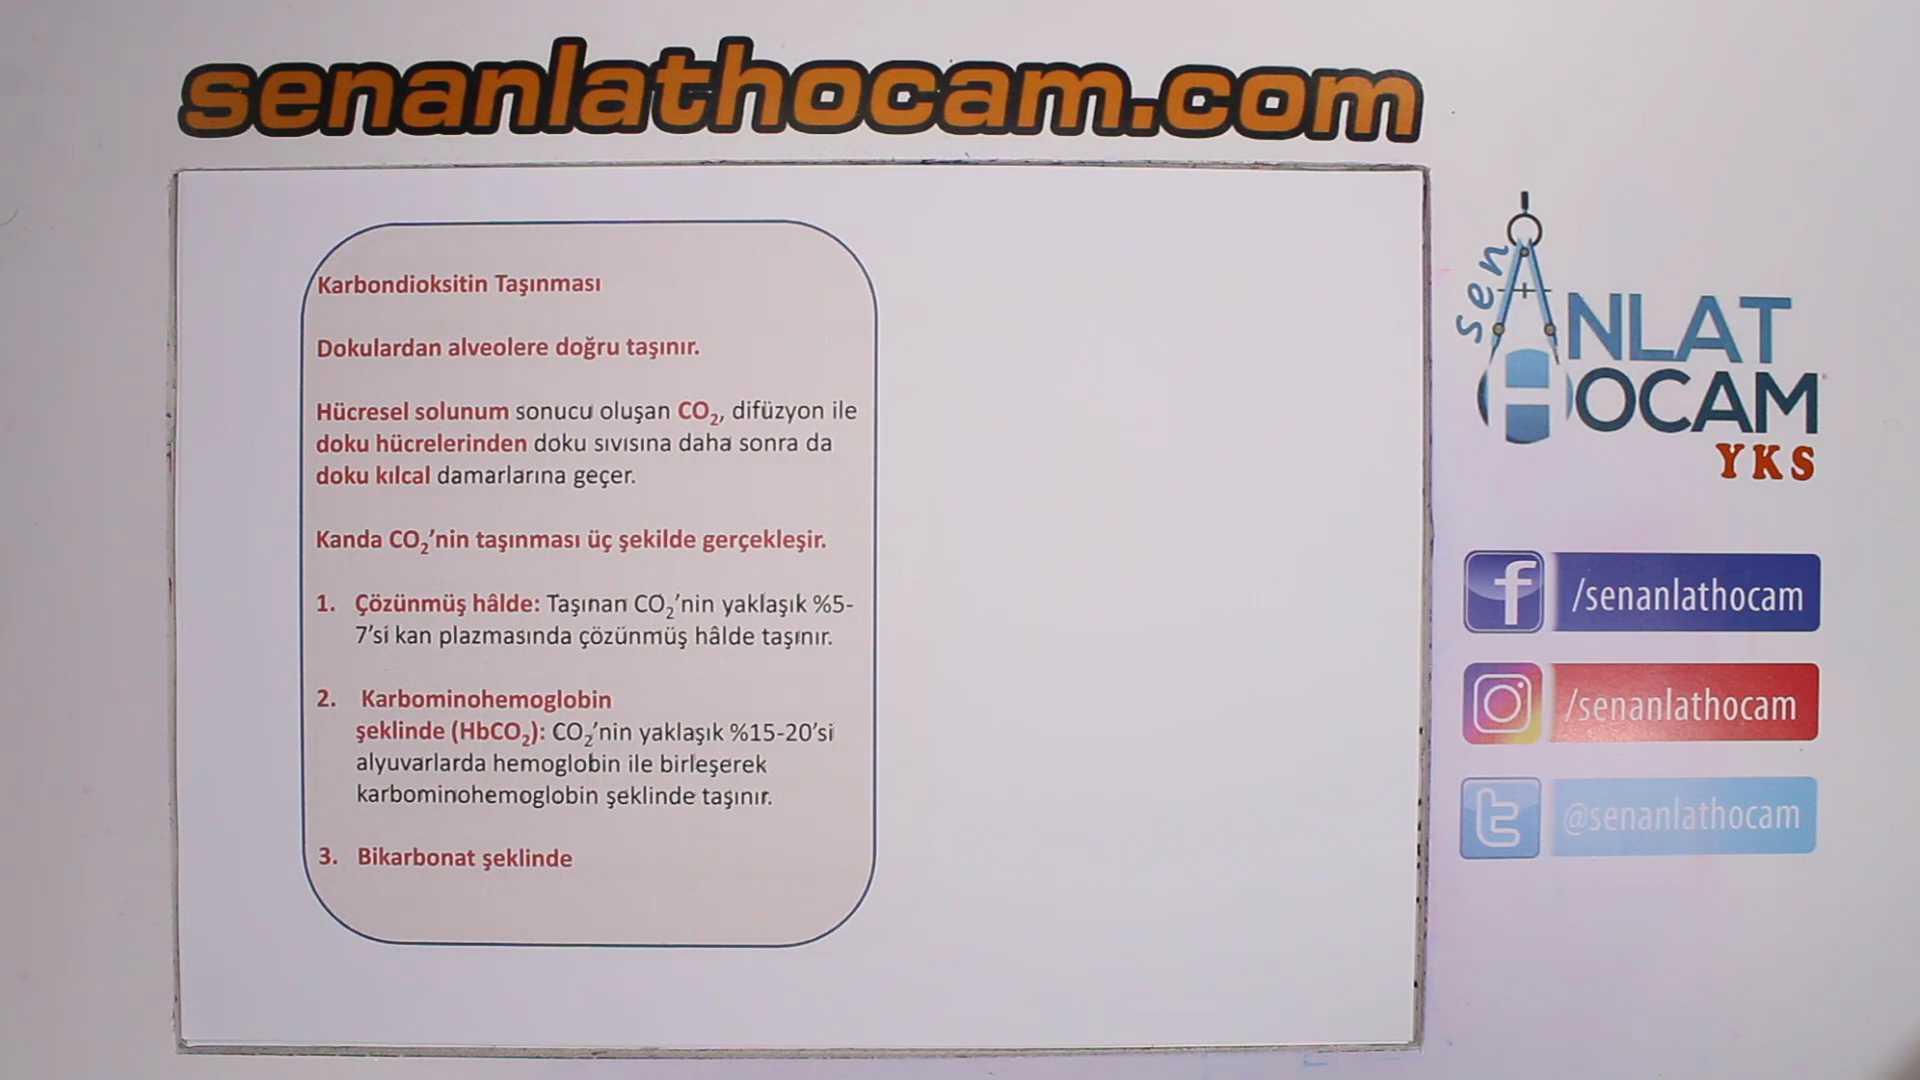 senanlathocam.com
Karbondioksitin Taşınması
Dokulardan alveolere doğru taşınır.
Hücresel solunum sonucu oluşan CO₂, difüzyon ile
doku hücrelerinden doku sıvısına daha sonra da
doku kılcal damarlarına geçer.
Kanda CO₂’nin taşınması üç şekilde gerçekleşir.
1. Çözünmüş hâlde: Taşınan CO₂’nin yaklaşık %5-
7’si kan plazmasında çözünmüş hâlde taşınır.
2. Karbominohemoglobin
şeklinde (HbCO₂): CO₂’nin yaklaşık %15-20’si
alyuvarlarda hemoglobin ile birleşerek
karbominohemoglobin şeklinde taşınır.
3. Bikarbonat şeklinde
sen
ANLAT
HOCAM
YKS
f /senanlathocam
/senanlathocam
t @senanlathocam